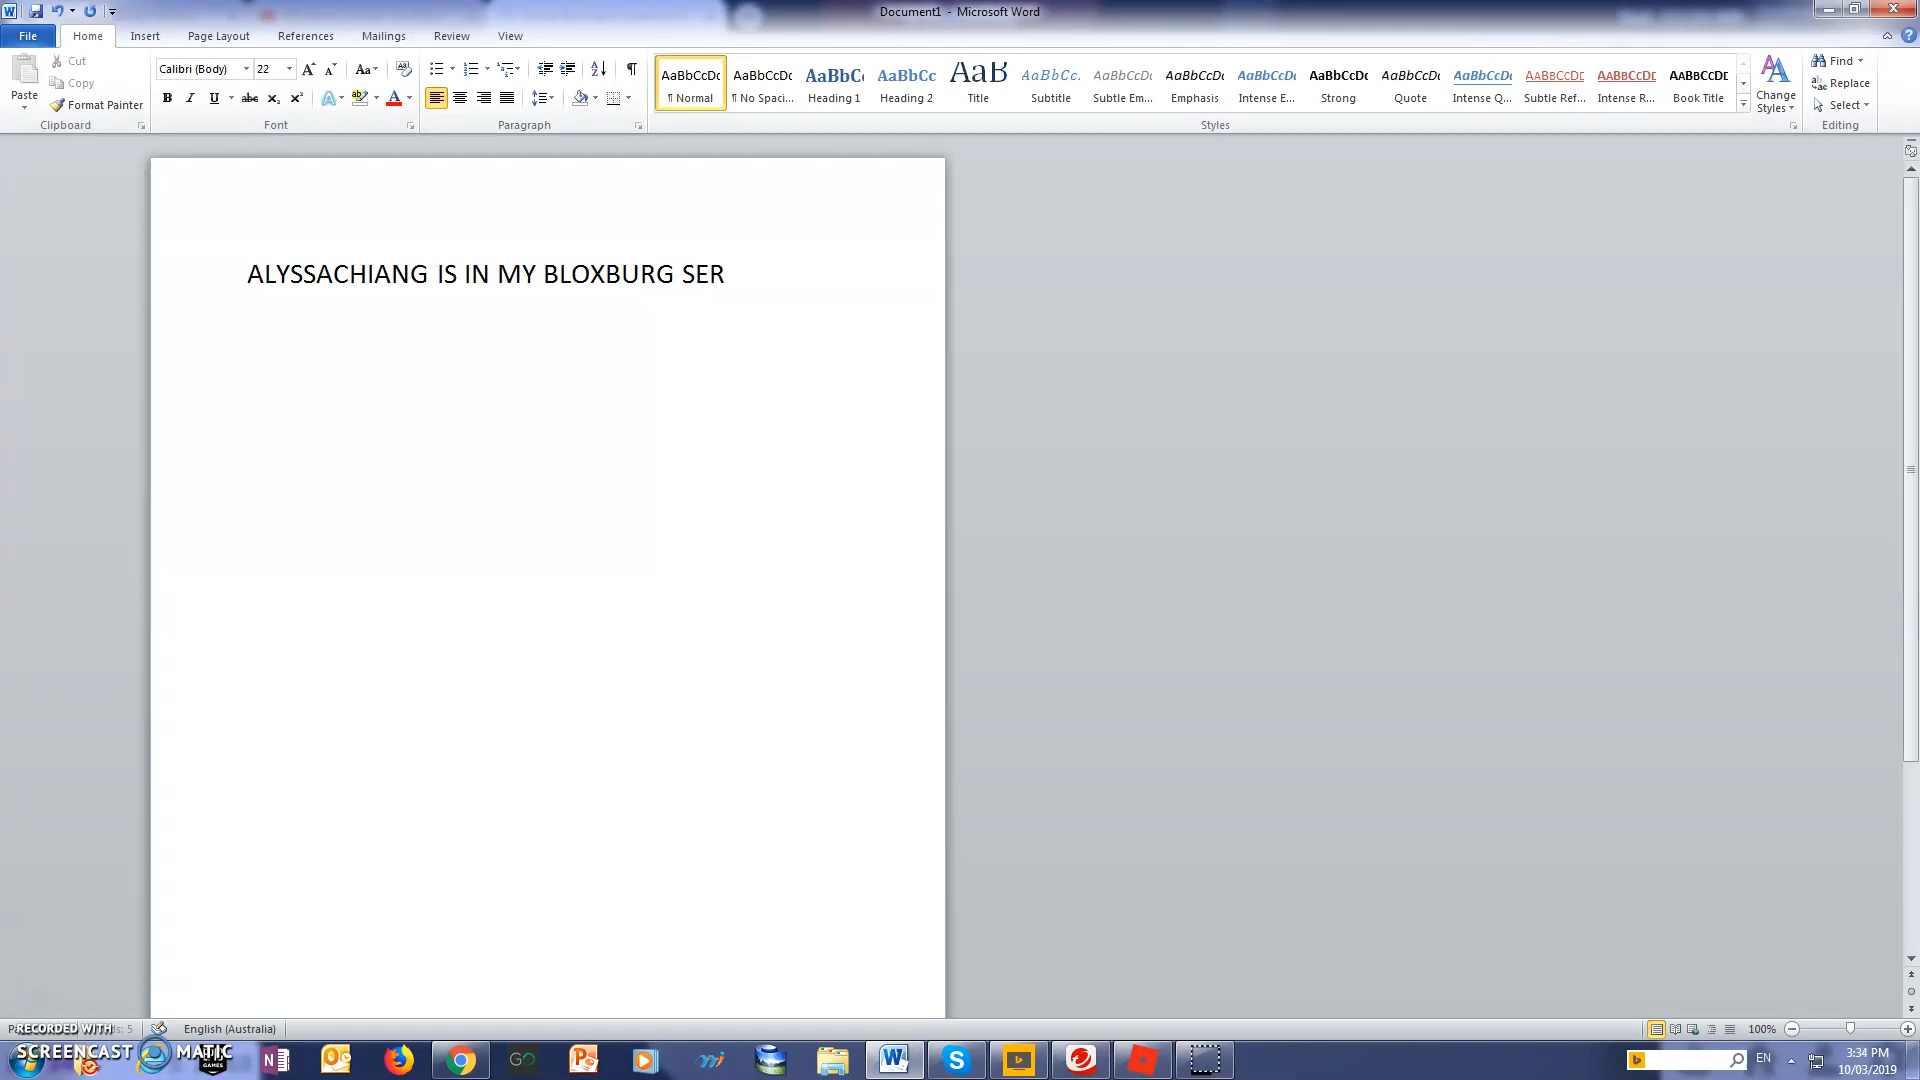 Document1 - Microsoft Word
File Home Insert Page Layout References Mailings Review View
Paste
Cut
Copy
Format Painter
Clipboard
Calibri (Body) 22
Font
Paragraph
AaBbCcDc AaBbCcDc AaBbCc AaBbCc AaB AaBbCc. AaBbCcDc AaBbCcDc AaBbCcDc AaBbCcDc AaBbCcDc AaBbCcDc AABBCCDE AABBCCDE AABBCCDE
¶ Normal ¶ No Spaci... Heading 1 Heading 2 Title Subtitle Subtle Em... Emphasis Intense E... Strong Quote Intense Q... Subtle Ref... Intense R... Book Title
Styles
Change Styles
Find
Replace
Select
Editing
ALYSSACHIANG IS IN MY BLOXBURG SER
English (Australia)
100%
RECORDED WITH
SCREENCAST MATIC
EN
3:34 PM
10/03/2019